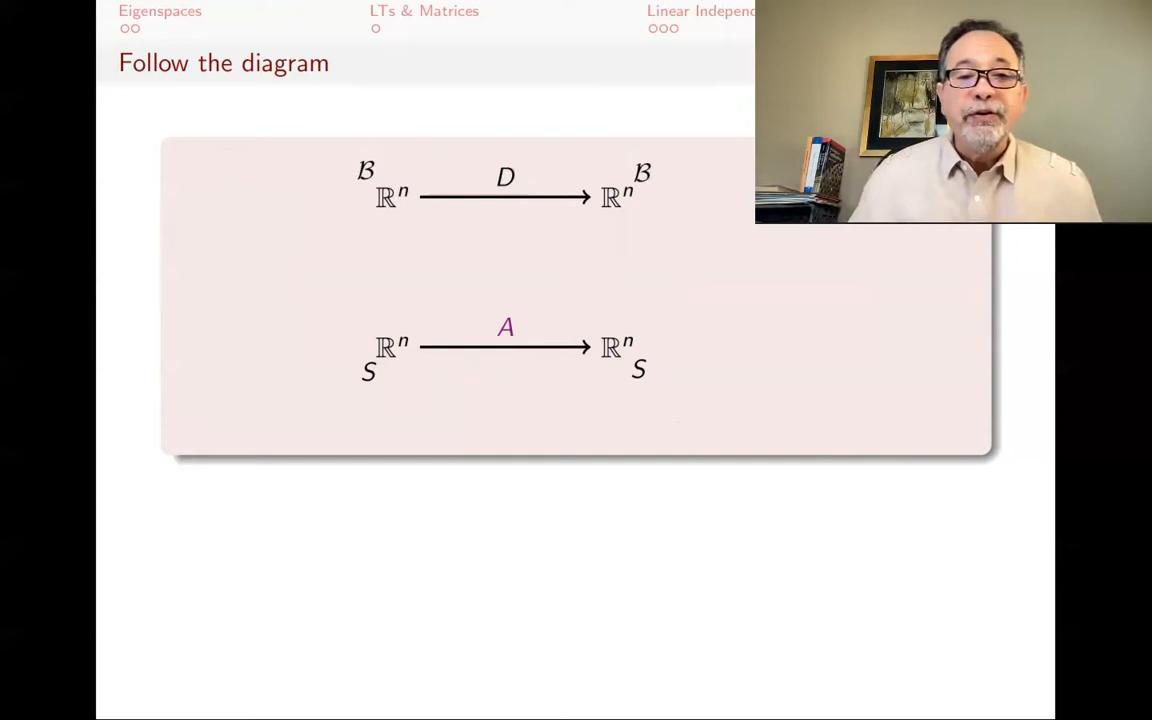 Eigenspaces LTs & Matrices Linear Independ
Follow the diagram
ℬ ℝⁿ D ℝⁿ ℬ
A
S ℝⁿ ℝⁿ S